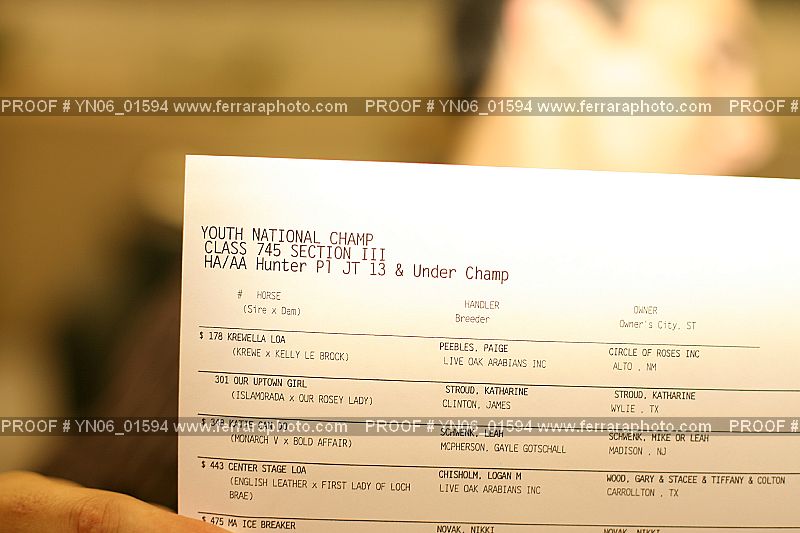 PROOF # YN06_01594 www.ferraraphoto.com PROOF # YN06_01594 www.ferraraphoto.com PROOF #
YOUTH NATIONAL CHAMP
CLASS 745 SECTION III
HA/AA Hunter Pl JT 13 & Under Champ
# HORSE HANDLER OWNER
(Sire x Dam) Breeder Owner's City, ST
$ 178 KREWELLA LOA PEEBLES, PAIGE CIRCLE OF ROSES INC
(KREWE x KELLY LE BROCK) LIVE OAK ARABIANS INC ALTO , NM
301 OUR UPTOWN GIRL STROUD, KATHARINE STROUD, KATHARINE
(ISLAMORADA x OUR ROSEY LADY) CLINTON, JAMES WYLIE , TX
PROOF # YN06_01594 www.ferraraphoto.com PROOF # YN06_01594 www.ferraraphoto.com PROOF #
$ SCHWENK, LEAH SCHWENK, MIKE OR LEAH
(MONARCH V x BOLD AFFAIR) MCPHERSON, GAYLE GOTSCHALL MADISON , NJ
$ 443 CENTER STAGE LOA CHISHOLM, LOGAN M WOOD, GARY & STACEE & TIFFANY & COLTON
(ENGLISH LEATHER x FIRST LADY OF LOCH LIVE OAK ARABIANS INC CARROLLTON , TX
BRAE)
$ 475 MA ICE BREAKER NOVAK, NIKKI NOVAK, NIKKI